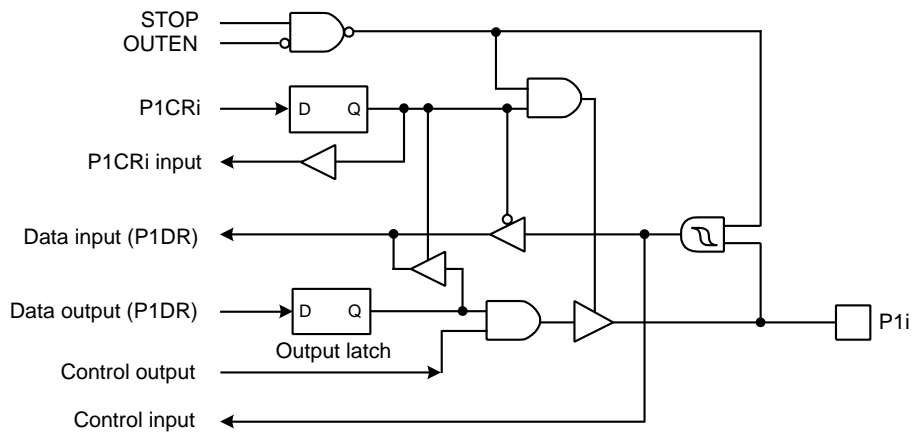 STOP
OUTEN
P1CRi
D Q
P1CRi input
Data input (P1DR)
Data output (P1DR)
D Q
P1i
Output latch
Control output
Control input